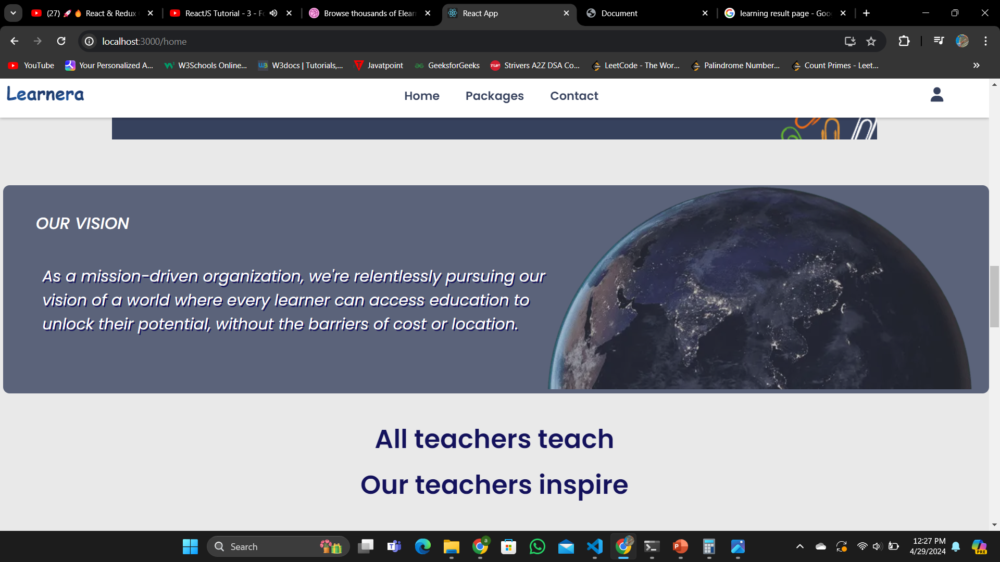 (27) 🚀🔥 React & Redux
ReactJS Tutorial - 3 - Fo
Browse thousands of Elear
React App
Document
learning result page - Goo
localhost:3000/home
YouTube
Your Personalized A...
W3Schools Online...
W3docs | Tutorials,...
Javatpoint
GeeksforGeeks
Strivers A2Z DSA Co...
LeetCode - The Wor...
Palindrome Number...
Count Primes - Leet...
Learnera
Home
Packages
Contact
OUR VISION
As a mission-driven organization, we're relentlessly pursuing our
vision of a world where every learner can access education to
unlock their potential, without the barriers of cost or location.
All teachers teach
Our teachers inspire
Search
12:27 PM
4/29/2024
PRE